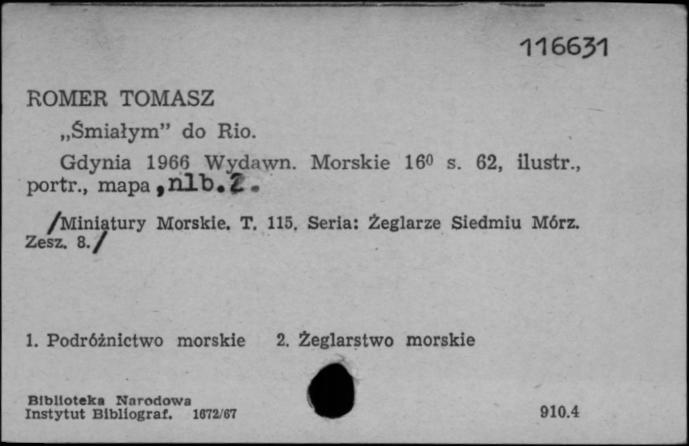 116631
ROMER TOMASZ
„Śmiałym” do Rio.
Gdynia 1966 Wydawn. Morskie 16⁰ s. 62, ilustr.,
portr., mapa, nlb. 2.
/Miniatury Morskie. T. 115. Seria: Żeglarze Siedmiu Mórz.
Zesz. 8./
1. Podróżnictwo morskie 2. Żeglarstwo morskie
Biblioteka Narodowa
Instytut Bibliograf. 1672/67 910.4